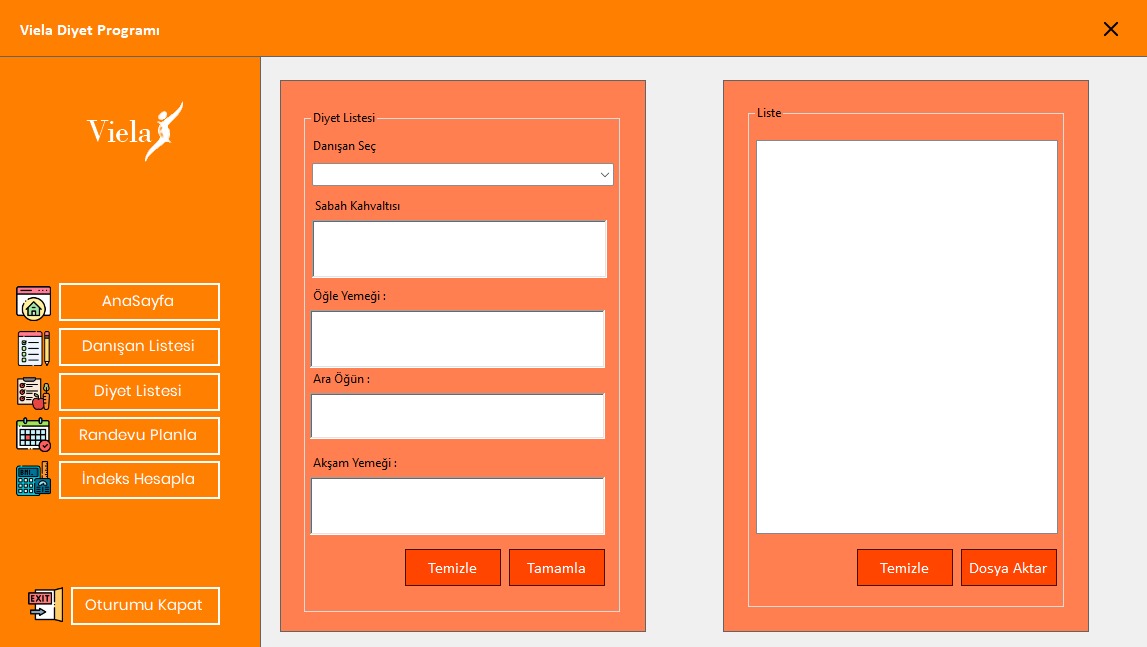 Viela Diyet Programı
Viela
AnaSayfa
Danışan Listesi
Diyet Listesi
Randevu Planla
İndeks Hesapla
EXIT
Oturumu Kapat
Diyet Listesi
Danışan Seç
Sabah Kahvaltısı
Öğle Yemeği :
Ara Öğün :
Akşam Yemeği :
Temizle
Tamamla
Liste
Temizle
Dosya Aktar